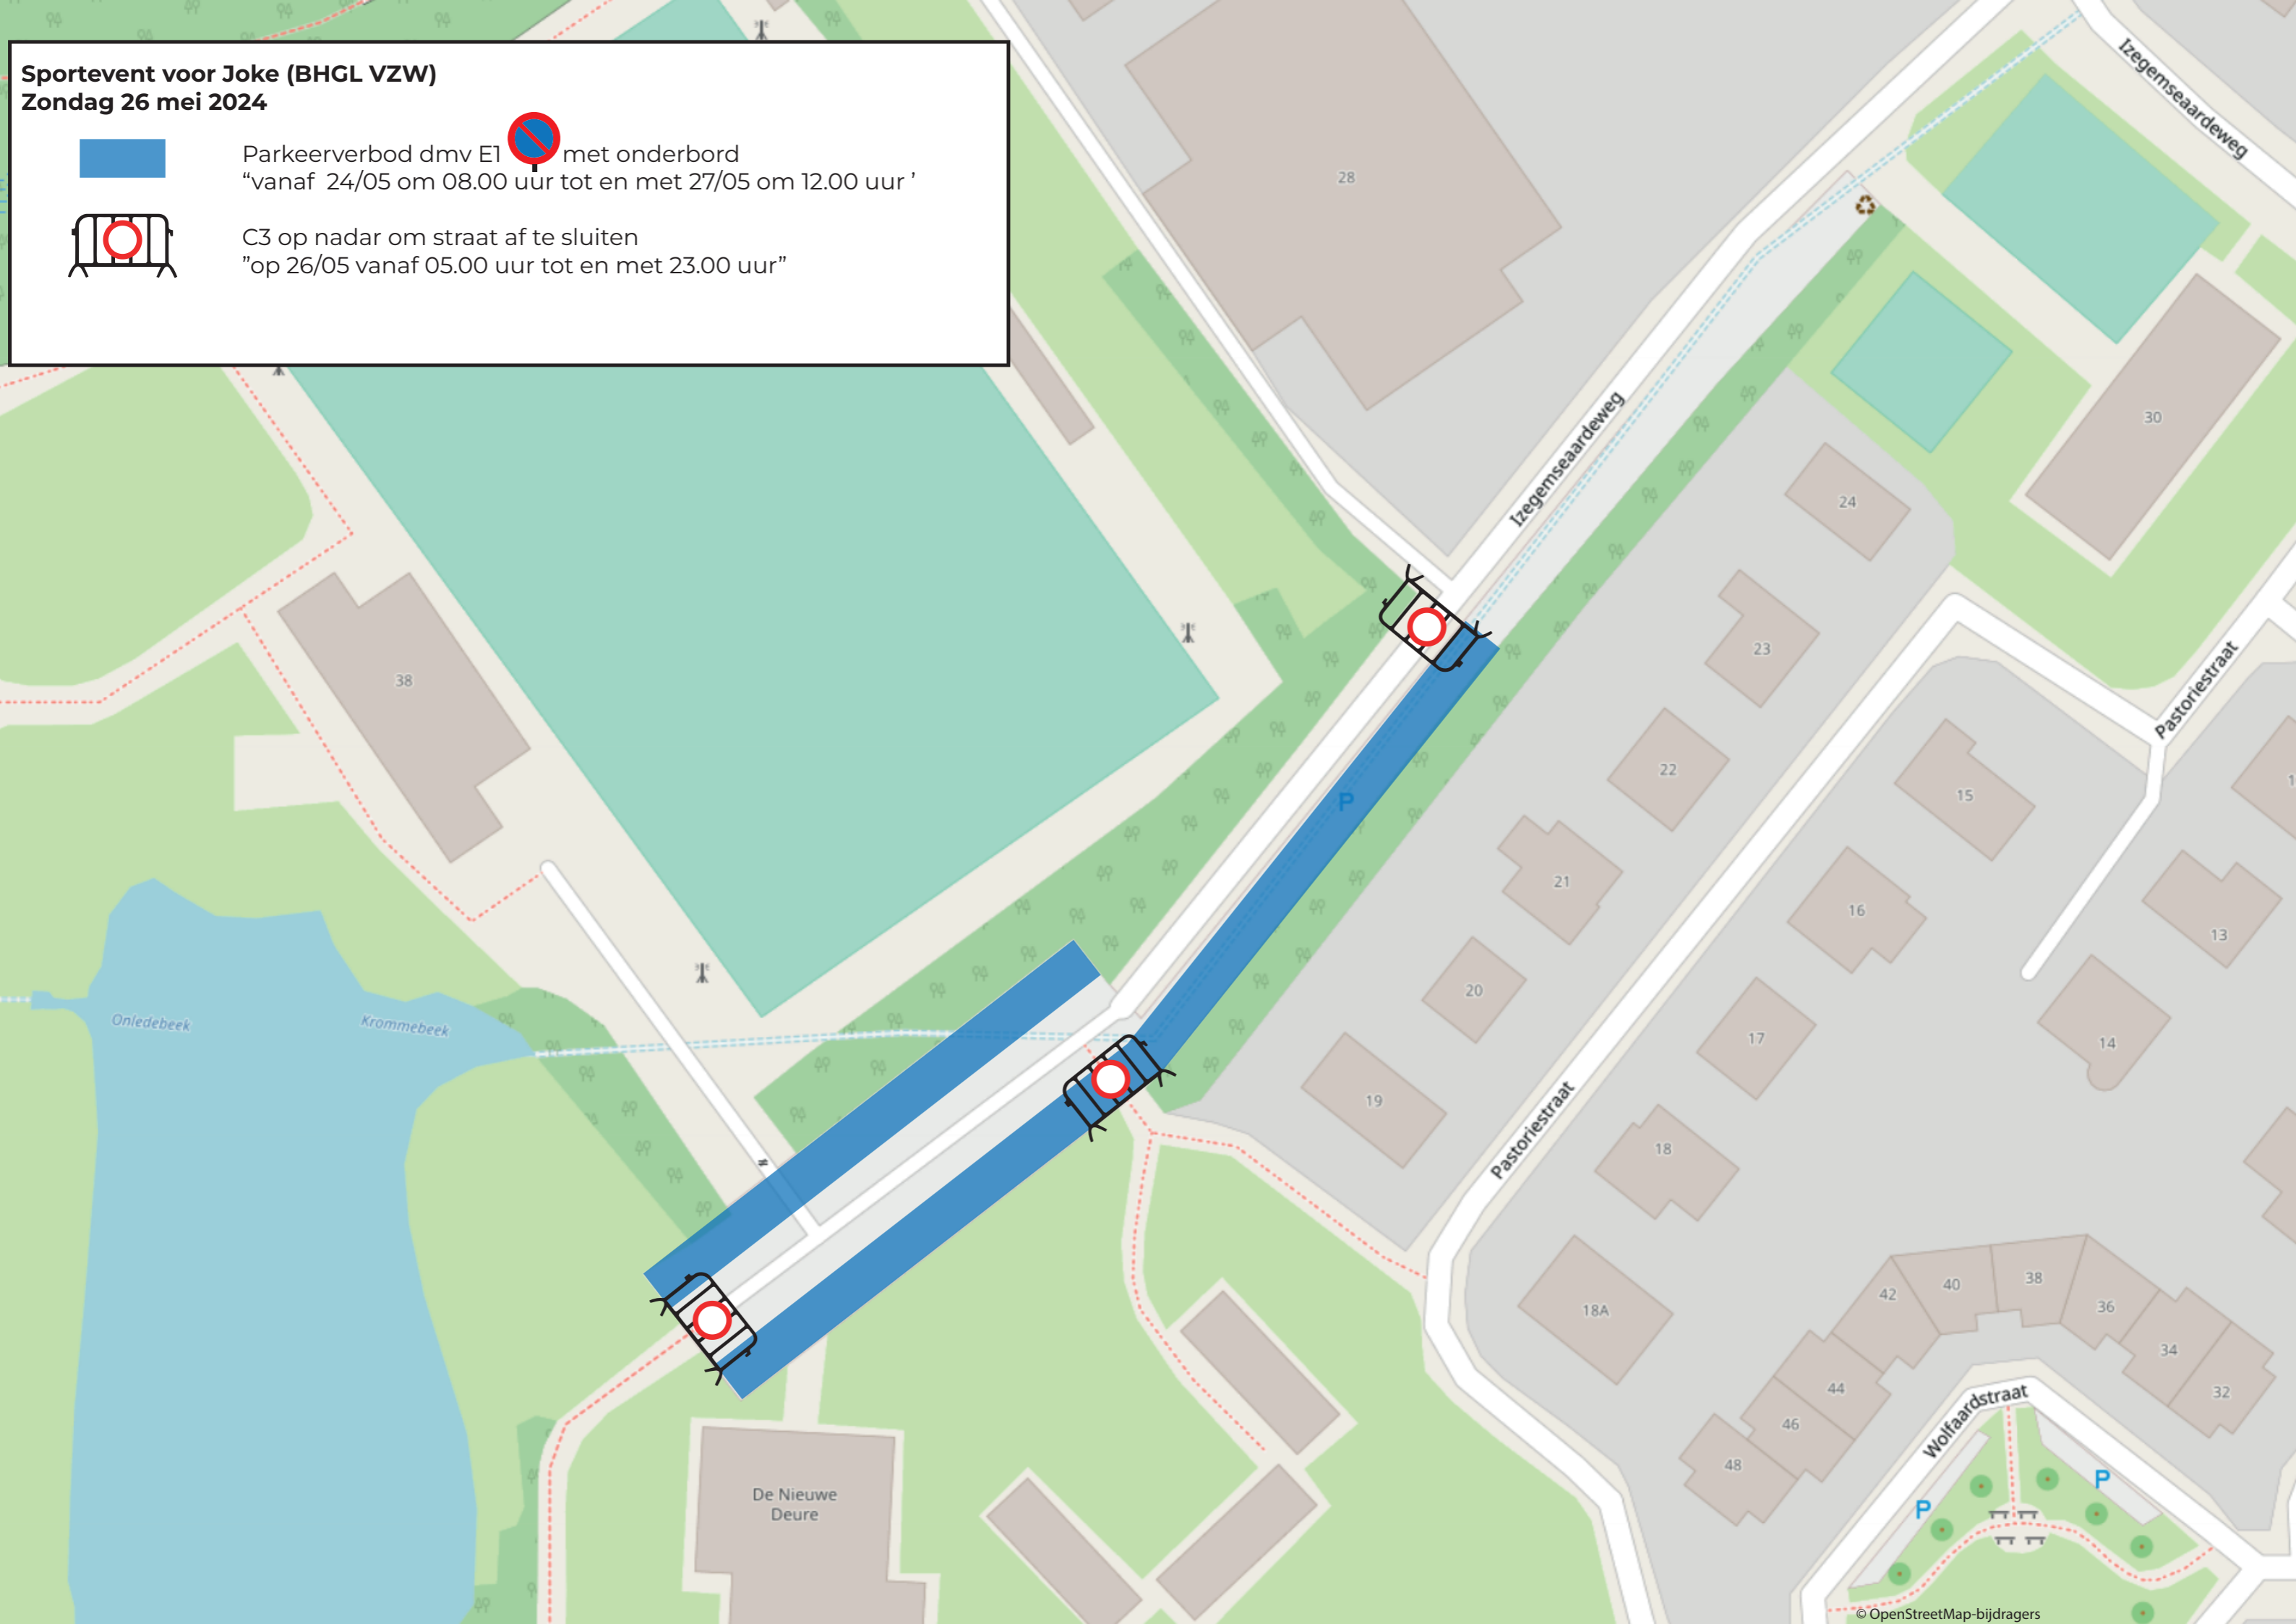 Sportevent voor Joke (BHGL VZW)
Zondag 26 mei 2024
Parkeerverbod dmv E1 met onderbord
“vanaf 24/05 om 08.00 uur tot en met 27/05 om 12.00 uur ’
C3 op nadar om straat af te sluiten
”op 26/05 vanaf 05.00 uur tot en met 23.00 uur”
Izegemseaardeweg
28
30
Izegemseaardeweg
24
23
38
Pastoriestraat
22
15
P
21
16
13
20
Onledebeek
Krommebeek
17
14
19
Pastoriestraat
18
18A
42
40
38
36
34
44
32
46
Wolfaardstraat
48
P
P
De Nieuwe
Deure
© OpenStreetMap-bijdragers